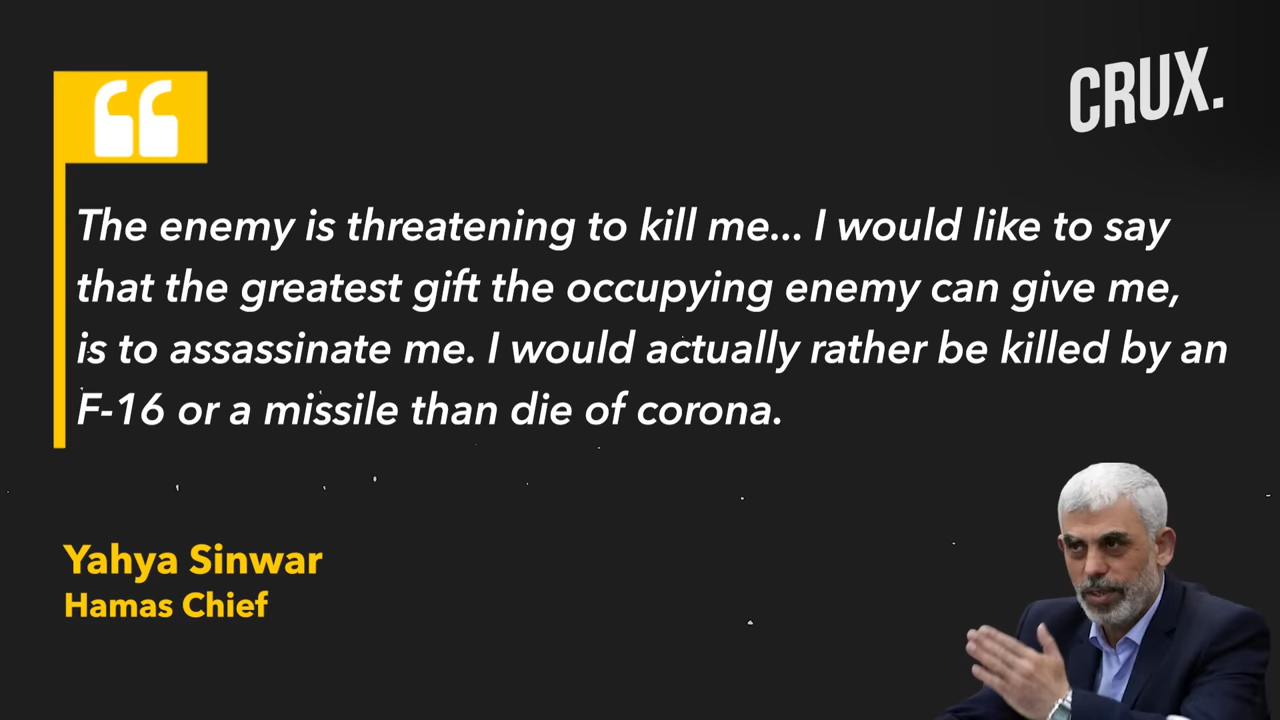 CRUX.
The enemy is threatening to kill me... I would like to say
that the greatest gift the occupying enemy can give me,
is to assassinate me. I would actually rather be killed by an
F-16 or a missile than die of corona.
Yahya Sinwar
Hamas Chief